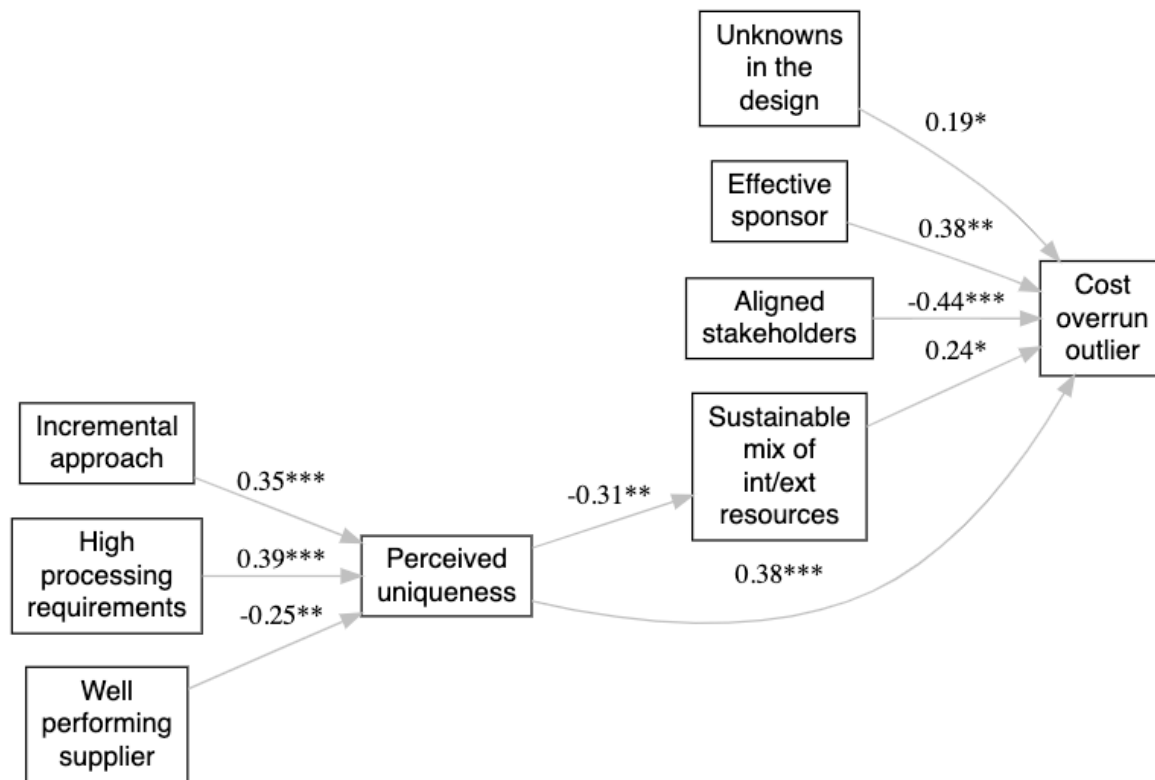 Unknowns
in the
design
0.19*
Effective
sponsor
0.38**
Aligned
stakeholders
-0.44***
Cost
overrun
outlier
0.24*
Sustainable
mix of
int/ext
resources
Incremental
approach
0.35***
-0.31**
High
processing
requirements
0.39***
Perceived
uniqueness
0.38***
-0.25**
Well
performing
supplier